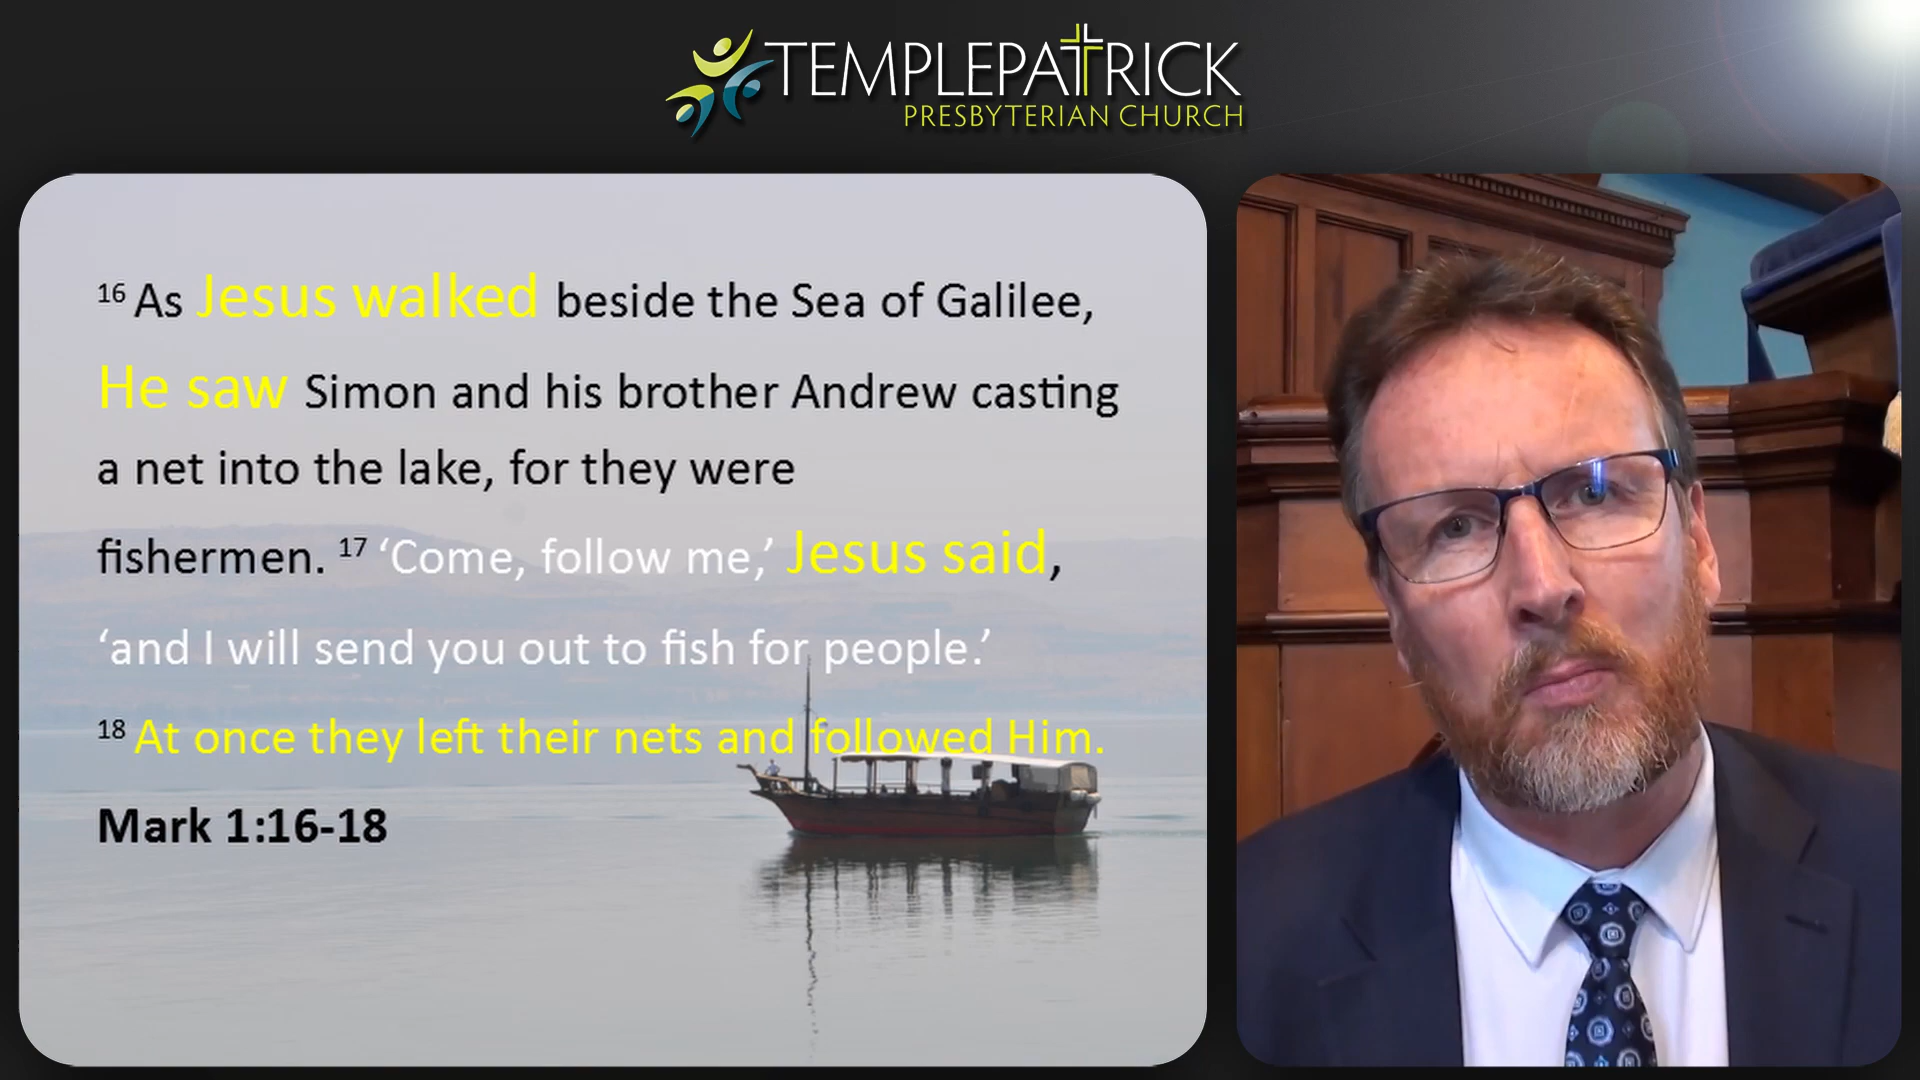 TEMPLEPATRICK
PRESBYTERIAN CHURCH
16 As Jesus walked beside the Sea of Galilee,
He saw Simon and his brother Andrew casting
a net into the lake, for they were
fishermen. 17 ‘Come, follow me,’ Jesus said,
‘and I will send you out to fish for people.’
18 At once they left their nets and followed Him.
Mark 1:16-18